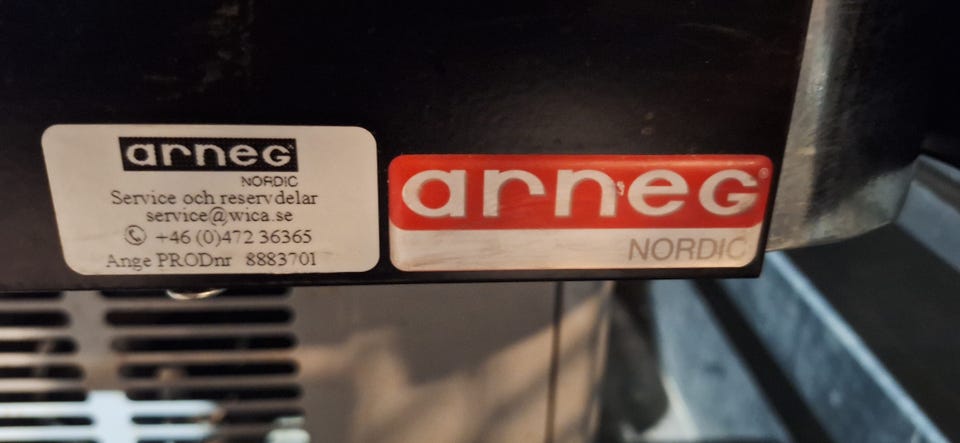 arneg
NORDIC
Service och reservdelar
service@wica.se
+46 (0)472 36365
Ange PRODnr 8883701
arneg®
NORDIC